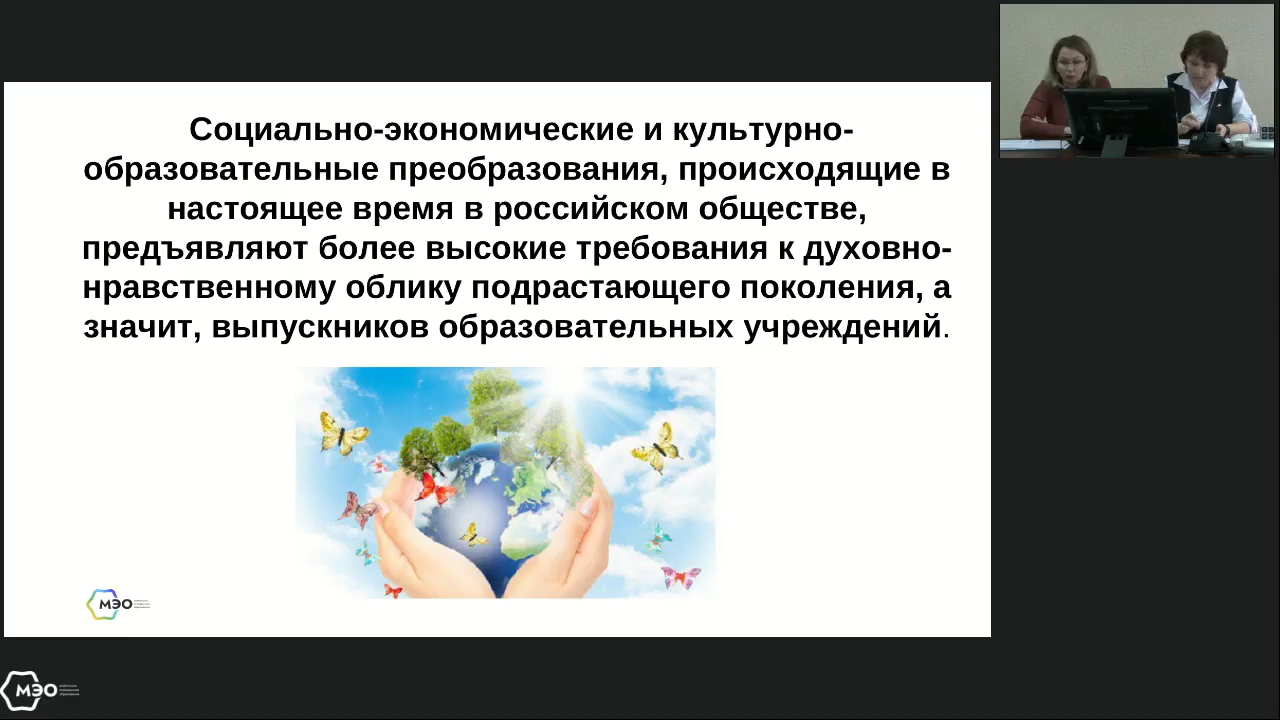 Социально-экономические и культурно-
образовательные преобразования, происходящие в
настоящее время в российском обществе,
предъявляют более высокие требования к духовно-
нравственному облику подрастающего поколения, а
значит, выпускников образовательных учреждений.
МЭО
МЭО